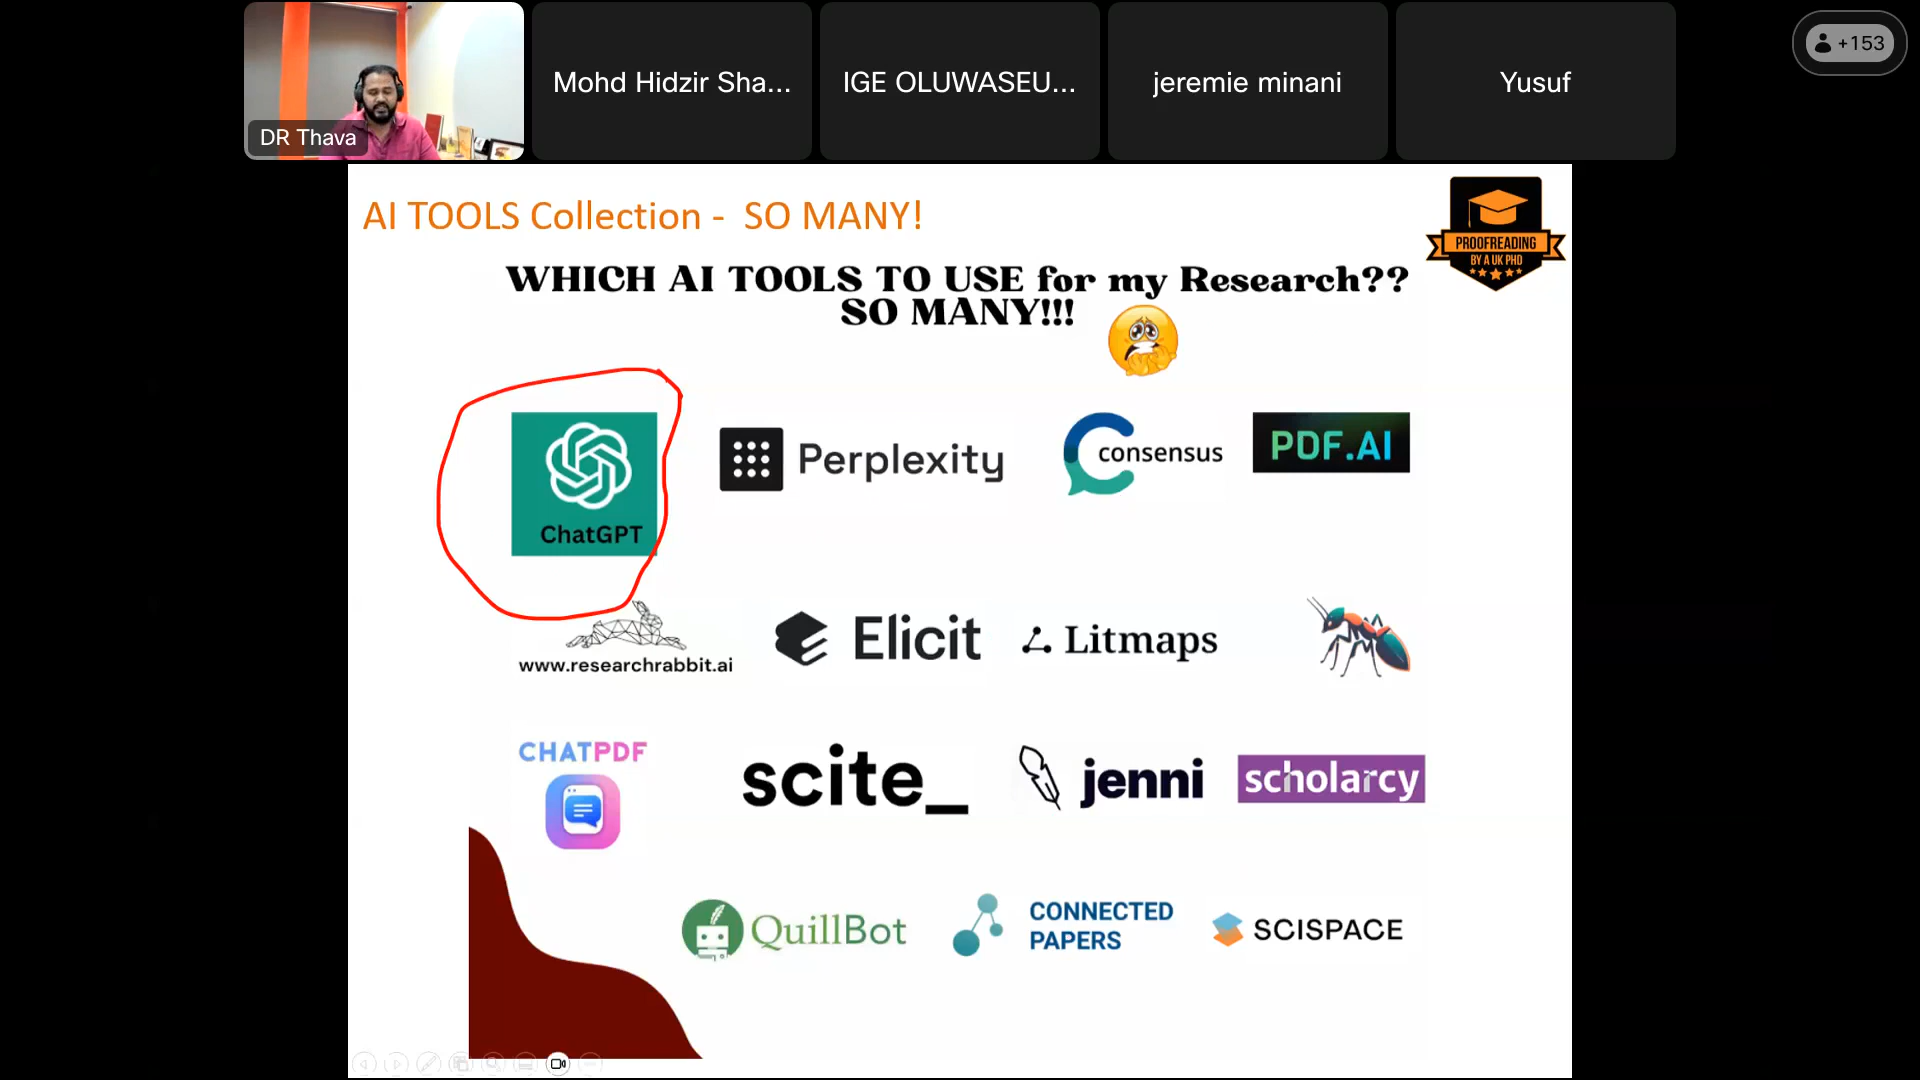 DR Thava
Mohd Hidzir Sha...
IGE OLUWASEU...
jeremie minani
Yusuf
+153
AI TOOLS Collection - SO MANY!
PROOFREADING
BY A UK PHD
WHICH AI TOOLS TO USE for my Research??
SO MANY!!!
ChatGPT
Perplexity
consensus
PDF.AI
www.researchrabbit.ai
Elicit
Litmaps
CHATPDF
scite_
jenni
scholarcy
QuillBot
CONNECTED
PAPERS
SCISPACE